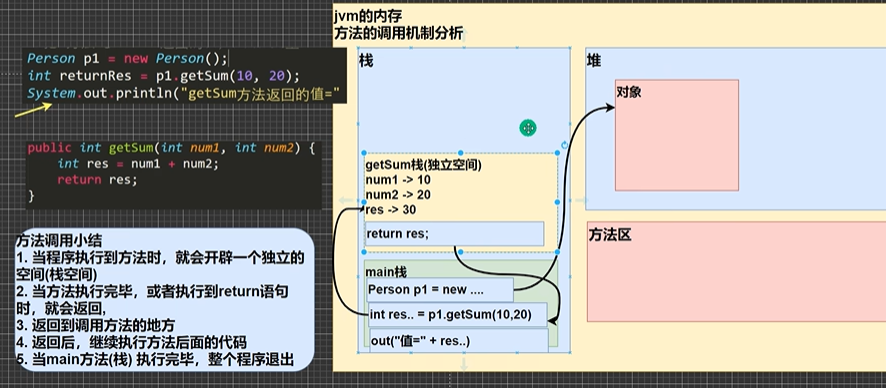 Person p1 = new Person();
int returnRes = p1.getSum(10, 20);
System.out.println("getSum方法返回的值="
public int getSum(int num1, int num2) {
int res = num1 + num2;
return res;
}
方法调用小结
1. 当程序执行到方法时，就会开辟一个独立的
空间(栈空间)
2. 当方法执行完毕，或者执行到return语句
时，就会返回,
3. 返回到调用方法的地方
4. 返回后，继续执行方法后面的代码
5. 当main方法(栈) 执行完毕，整个程序退出
jvm的内存
方法的调用机制分析
栈
getSum栈(独立空间)
num1 -> 10
num2 -> 20
res -> 30
return res;
main栈
Person p1 = new ....
int res.. = p1.getSum(10,20)
out("值=" + res..)
堆
对象
方法区